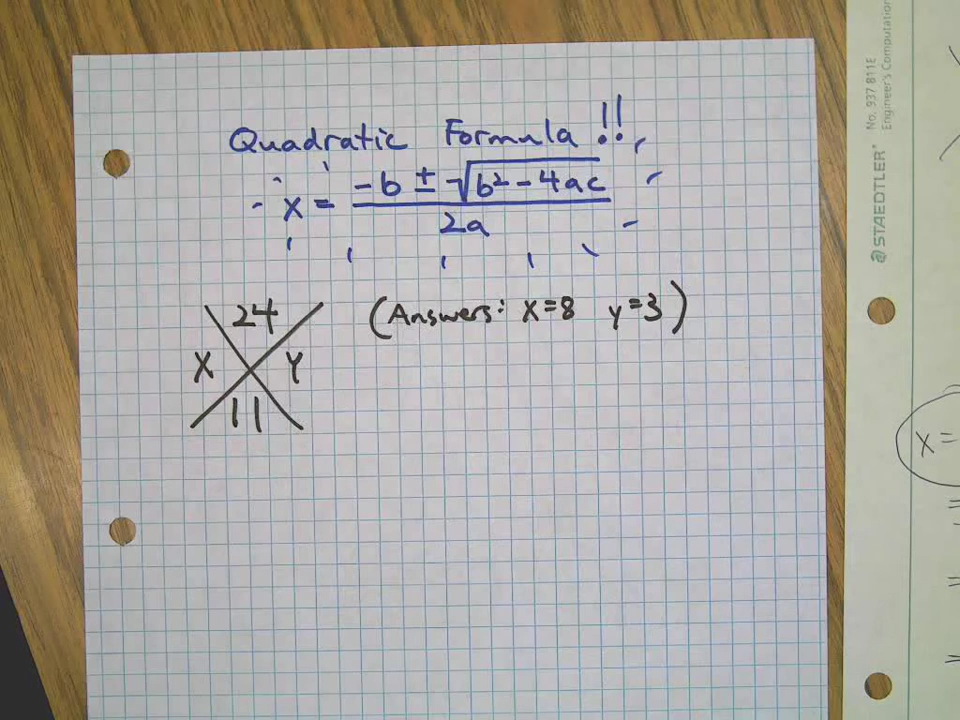 Quadratic Formula !!
x = -b ± √b² - 4ac
2a
24
X Y
11
(Answers: x=8 y=3)
No. 937 811E
Engineer's Computation
STAEDTLER
x =
=
=
=